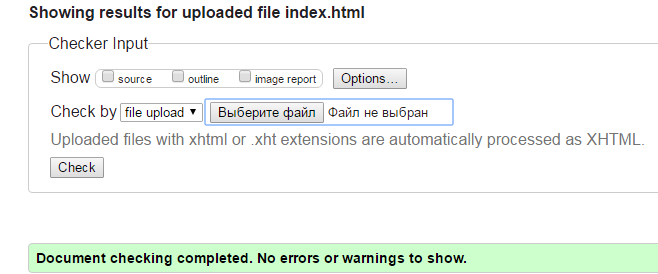 Showing results for uploaded file index.html
Checker Input
Show source outline image report Options...
Check by file upload Выберите файл Файл не выбран
Uploaded files with xhtml or .xht extensions are automatically processed as XHTML.
Check
Document checking completed. No errors or warnings to show.